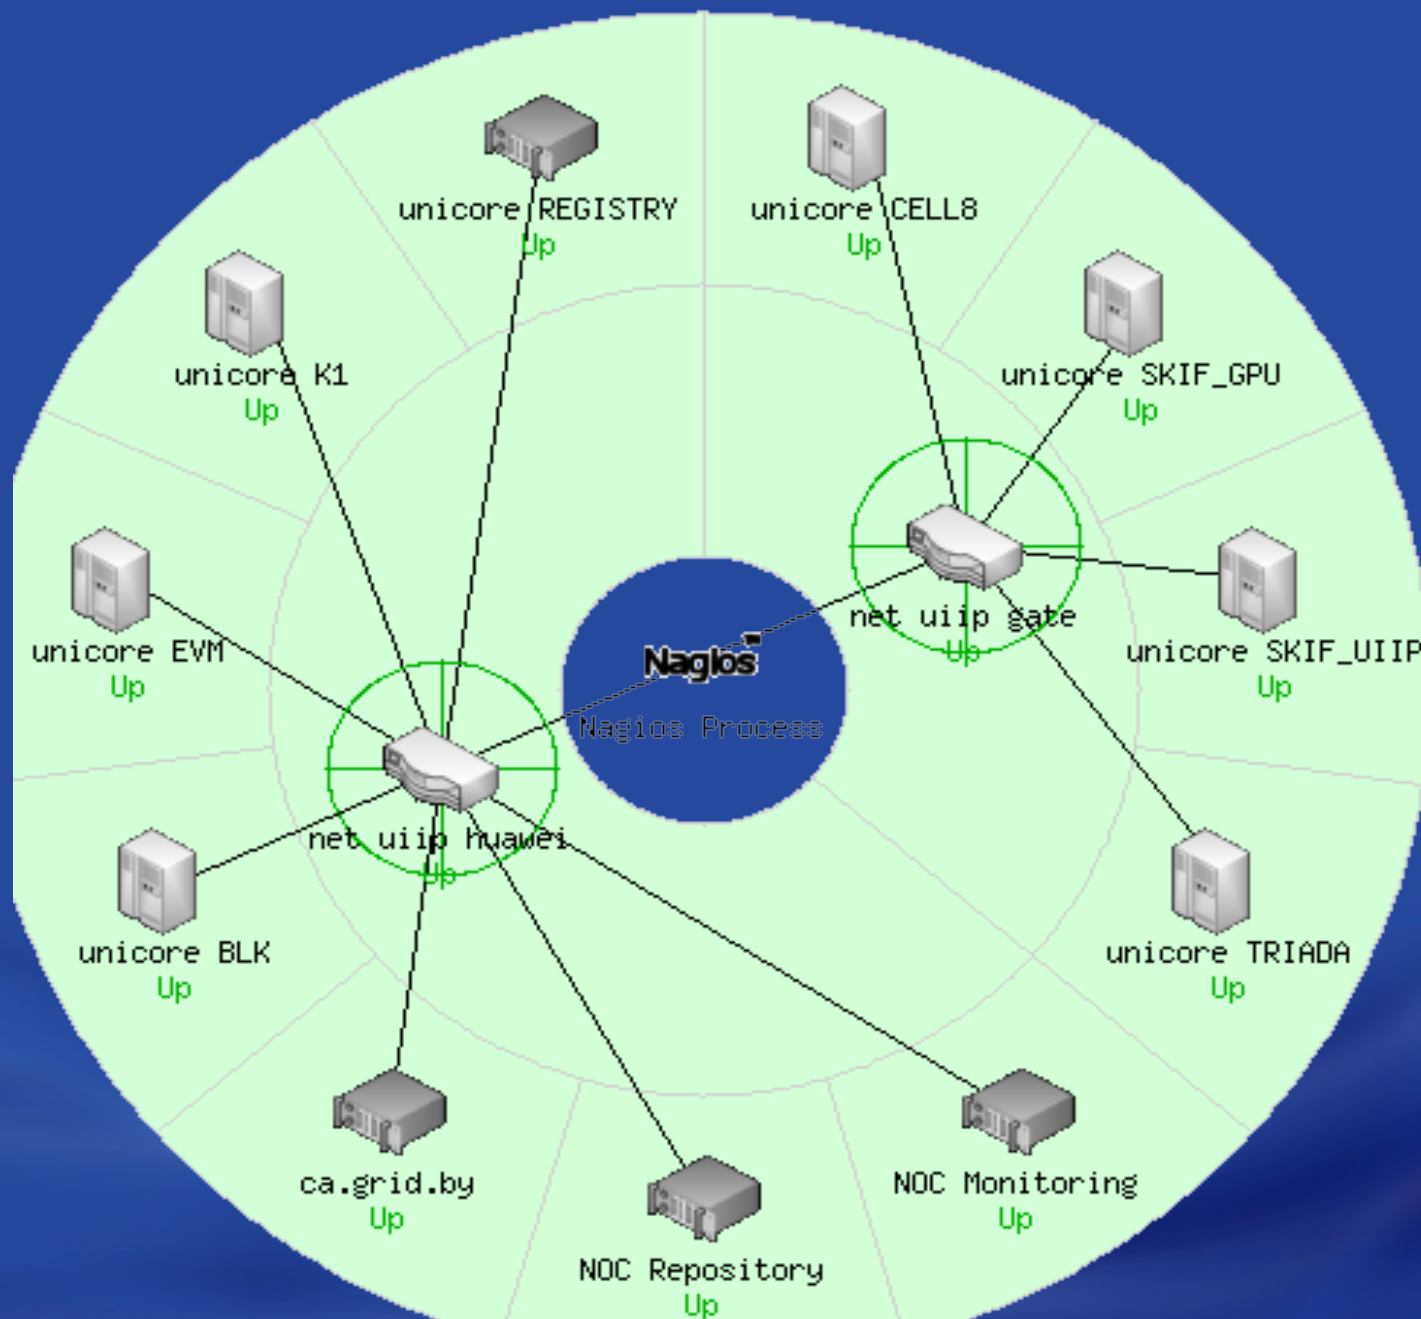 unicore REGISTRY
Up
unicore CELL8
Up
unicore K1
Up
unicore SKIF_GPU
Up
unicore EVM
Up
net uiip gate
Up
unicore SKIF_UIIP
Up
Nagios
Nagios Process
net uiip huawei
Up
unicore BLK
Up
unicore TRIADA
Up
ca.grid.by
Up
NOC Monitoring
Up
NOC Repository
Up